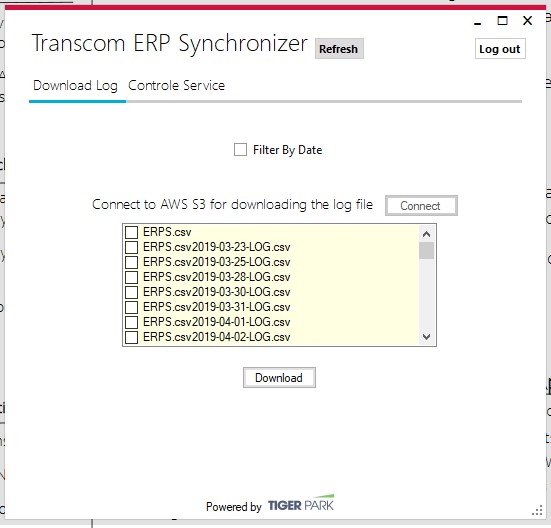 Transcom ERP Synchronizer Refresh Log out
Download Log Controle Service
Filter By Date
Connect to AWS S3 for downloading the log file Connect
ERPS.csv
ERPS.csv2019-03-23-LOG.csv
ERPS.csv2019-03-25-LOG.csv
ERPS.csv2019-03-28-LOG.csv
ERPS.csv2019-03-30-LOG.csv
ERPS.csv2019-03-31-LOG.csv
ERPS.csv2019-04-01-LOG.csv
ERPS.csv2019-04-02-LOG.csv
Download
Powered by TIGER PARK